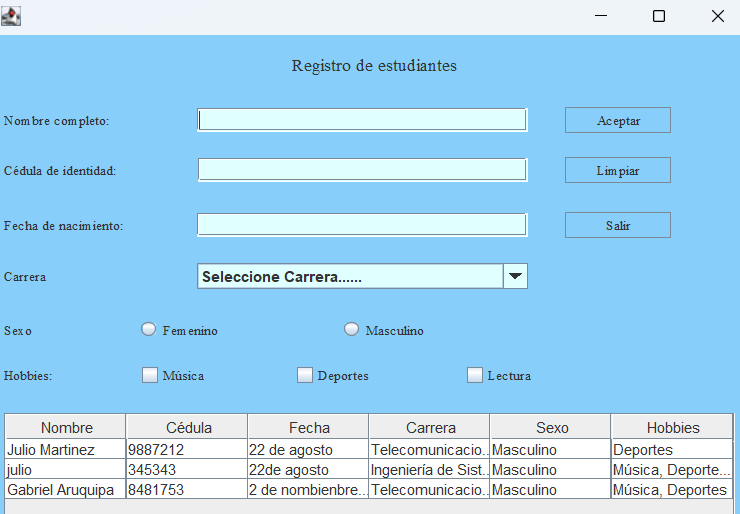 Registro de estudiantes
Nombre completo: Aceptar
Cédula de identidad: Limpiar
Fecha de nacimiento: Salir
Carrera Seleccione Carrera......
Sexo Femenino Masculino
Hobbies: Música Deportes Lectura
Nombre Cédula Fecha Carrera Sexo Hobbies
Julio Martinez 9887212 22 de agosto Telecomunicacio... Masculino Deportes
julio 345343 22de agosto Ingeniería de Sist... Masculino Música, Deporte...
Gabriel Aruquipa 8481753 2 de nombienbre... Telecomunicacio... Masculino Música, Deportes